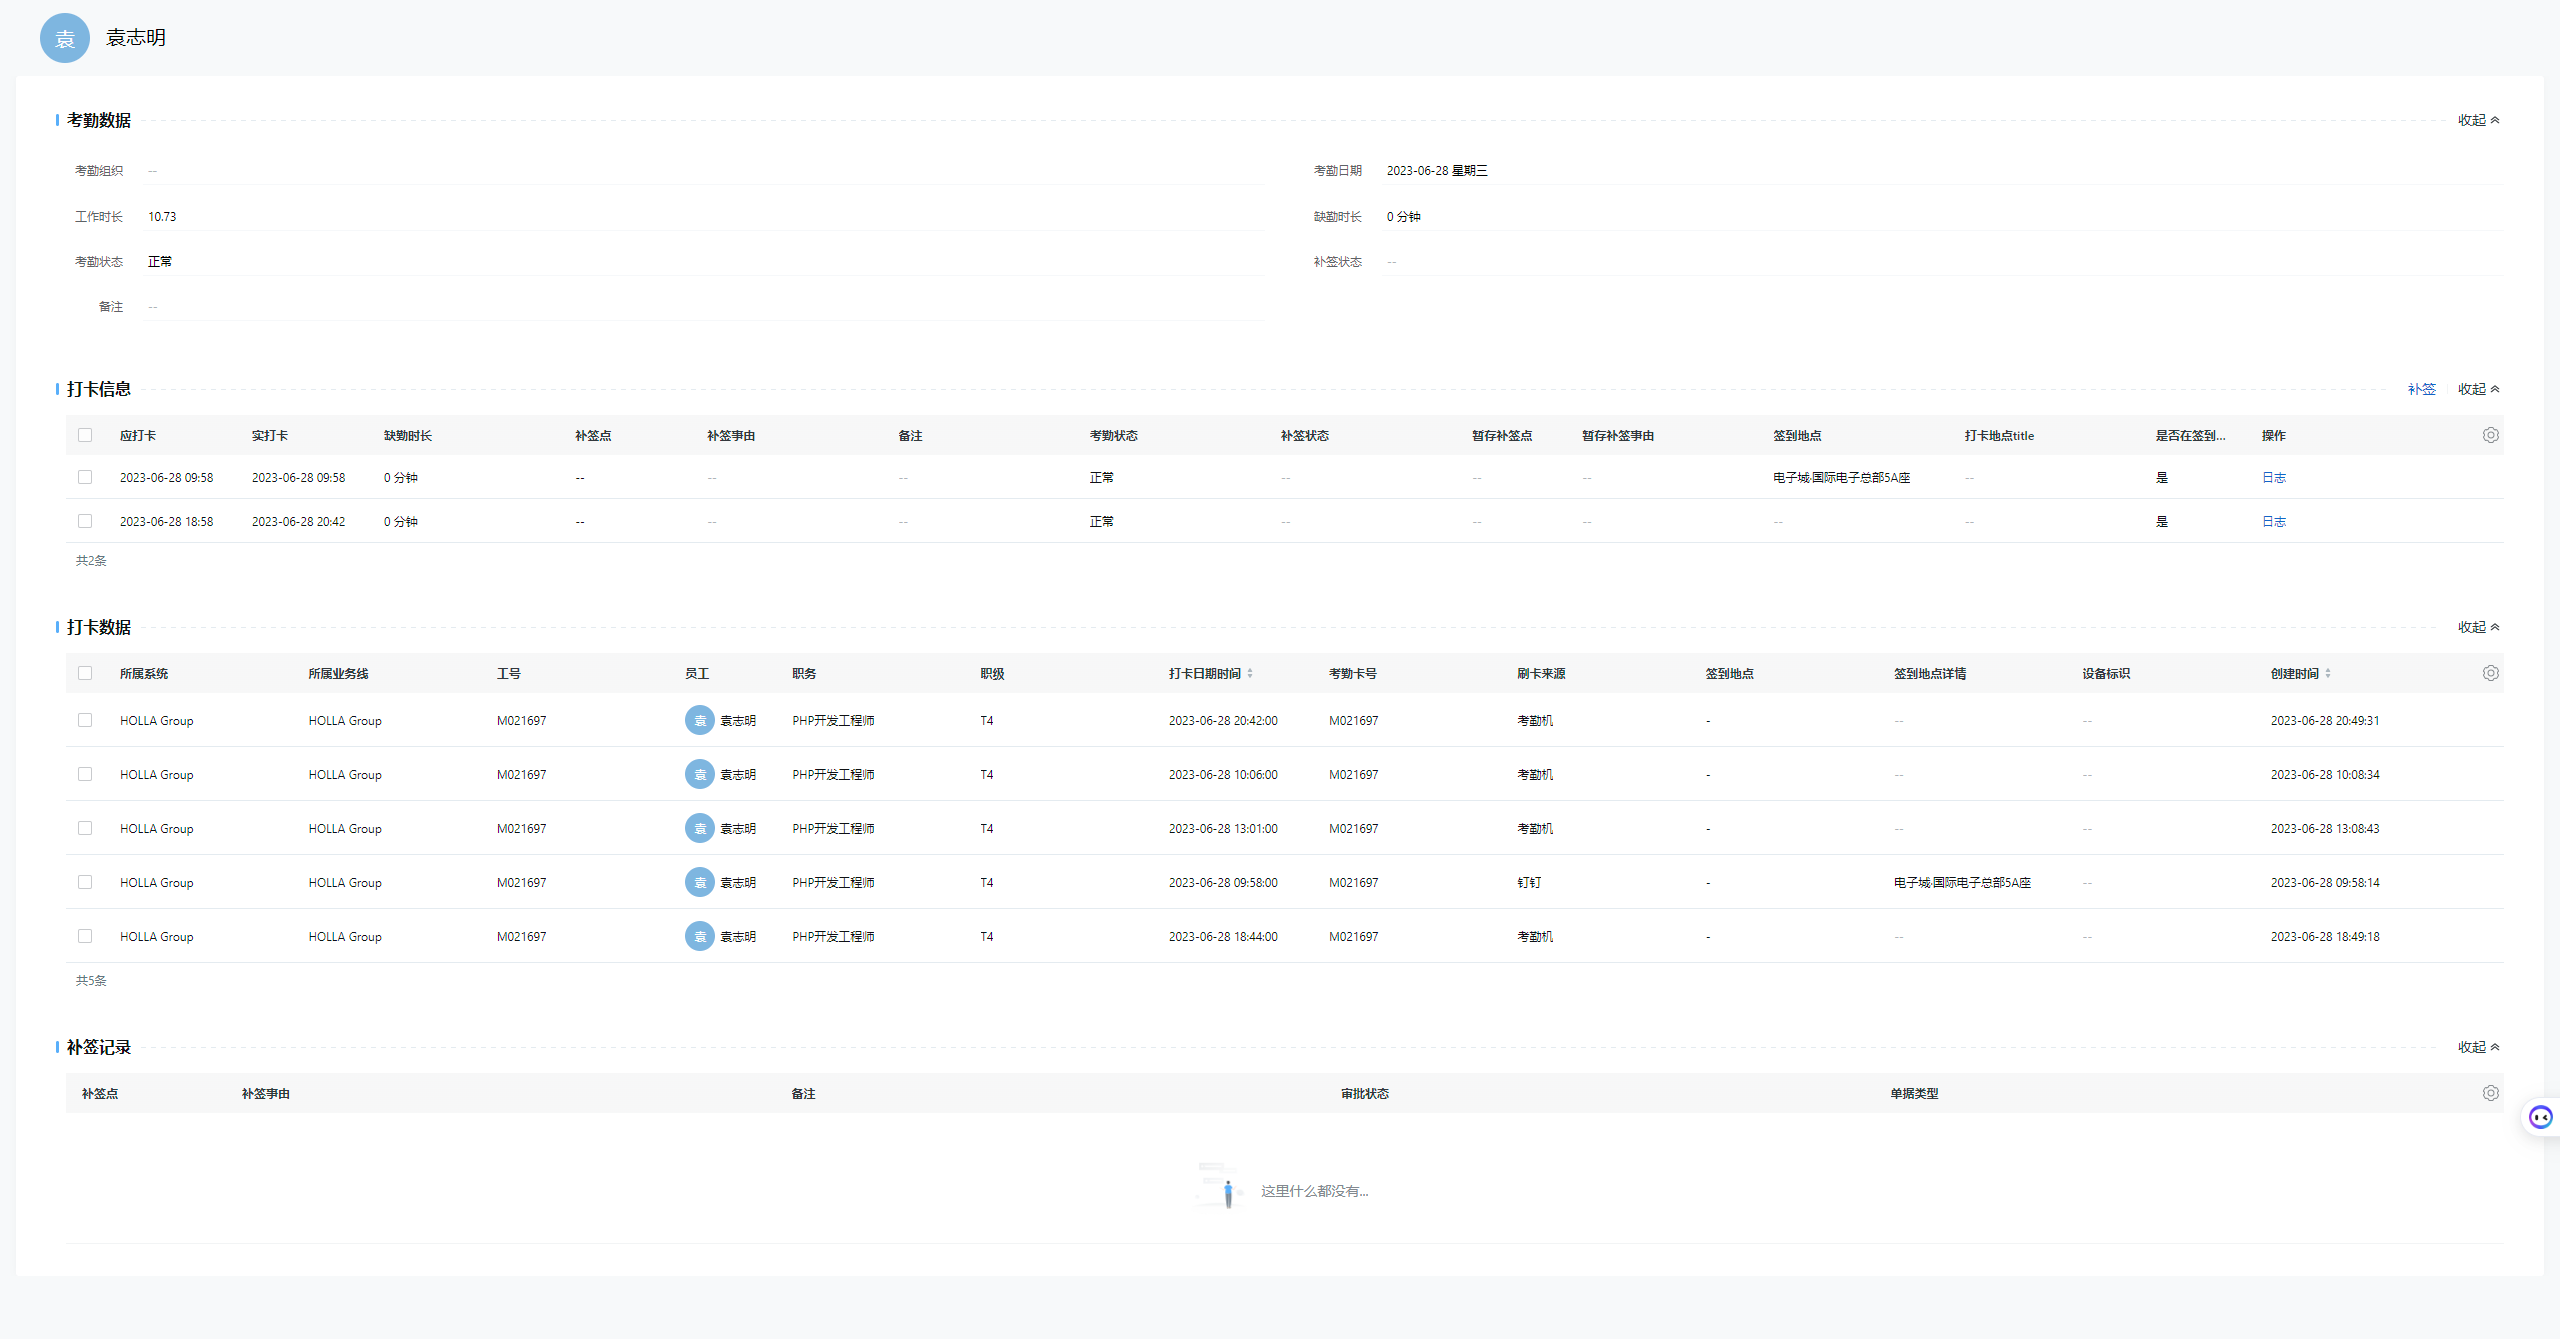 袁 袁志明
考勤数据 收起
考勤组织 -- 考勤日期 2023-06-28 星期三
工作时长 10.73 缺勤时长 0 分钟
考勤状态 正常 补签状态 --
备注 --
打卡信息 补签 收起
应打卡 实打卡 缺勤时长 补签点 补签事由 备注 考勤状态 补签状态 暂存补签点 暂存补签事由 签到地点 打卡地点title 是否在签到... 操作
2023-06-28 09:58 2023-06-28 09:58 0 分钟 -- -- -- 正常 -- -- -- 电子城·国际电子总部5A座 -- 是 日志
2023-06-28 18:58 2023-06-28 20:42 0 分钟 -- -- -- 正常 -- -- -- -- -- 是 日志
共2条
打卡数据 收起
所属系统 所属业务线 工号 员工 职务 职级 打卡日期时间 考勤卡号 刷卡来源 签到地点 签到地点详情 设备标识 创建时间
HOLLA Group HOLLA Group M021697 袁 袁志明 PHP开发工程师 T4 2023-06-28 20:42:00 M021697 考勤机 - -- -- 2023-06-28 20:49:31
HOLLA Group HOLLA Group M021697 袁 袁志明 PHP开发工程师 T4 2023-06-28 10:06:00 M021697 考勤机 - -- -- 2023-06-28 10:08:34
HOLLA Group HOLLA Group M021697 袁 袁志明 PHP开发工程师 T4 2023-06-28 13:01:00 M021697 考勤机 - -- -- 2023-06-28 13:08:43
HOLLA Group HOLLA Group M021697 袁 袁志明 PHP开发工程师 T4 2023-06-28 09:58:00 M021697 钉钉 - 电子城·国际电子总部5A座 -- 2023-06-28 09:58:14
HOLLA Group HOLLA Group M021697 袁 袁志明 PHP开发工程师 T4 2023-06-28 18:44:00 M021697 考勤机 - -- -- 2023-06-28 18:49:18
共5条
补签记录 收起
补签点 补签事由 备注 审批状态 单据类型
这里什么都没有...